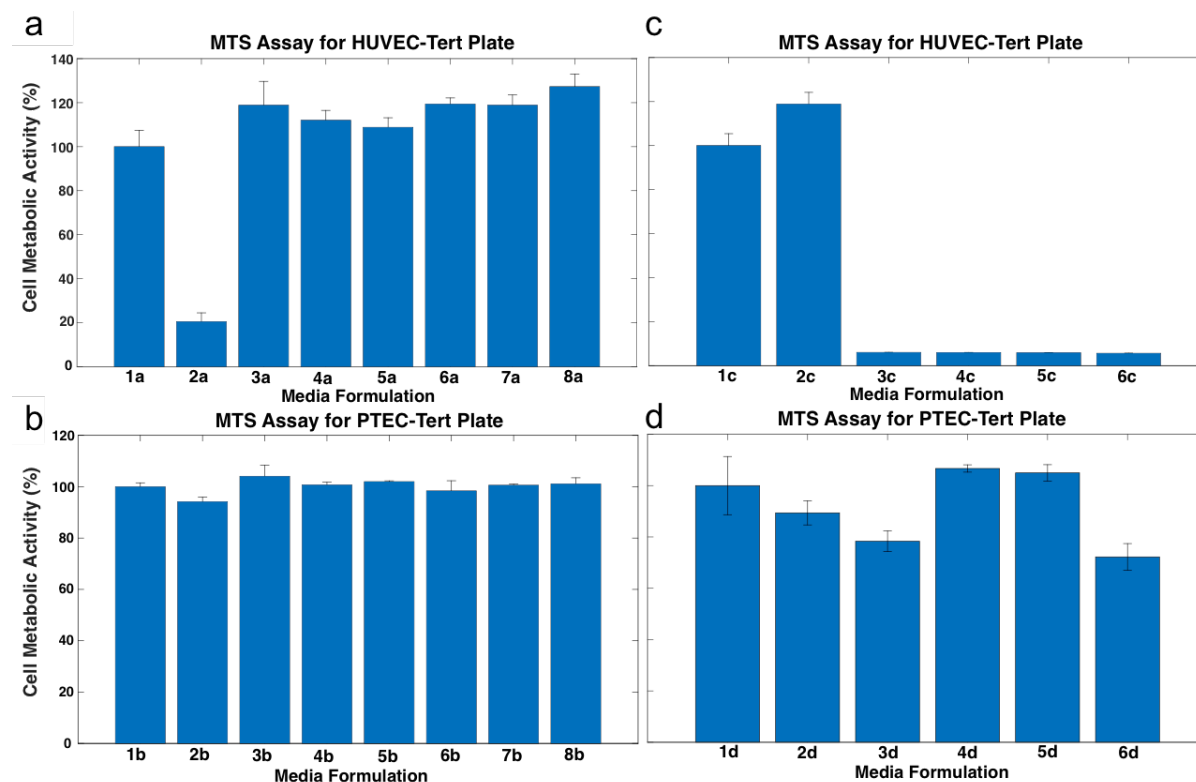 a
MTS Assay for HUVEC-Tert Plate
Cell Metabolic Activity (%)
140
120
100
80
60
40
20
0
1a 2a 3a 4a 5a 6a 7a 8a
Media Formulation
c
MTS Assay for HUVEC-Tert Plate
1c 2c 3c 4c 5c 6c
Media Formulation
b
MTS Assay for PTEC-Tert Plate
Cell Metabolic Activity (%)
120
100
80
60
40
20
0
1b 2b 3b 4b 5b 6b 7b 8b
Media Formulation
d
MTS Assay for PTEC-Tert Plate
1d 2d 3d 4d 5d 6d
Media Formulation